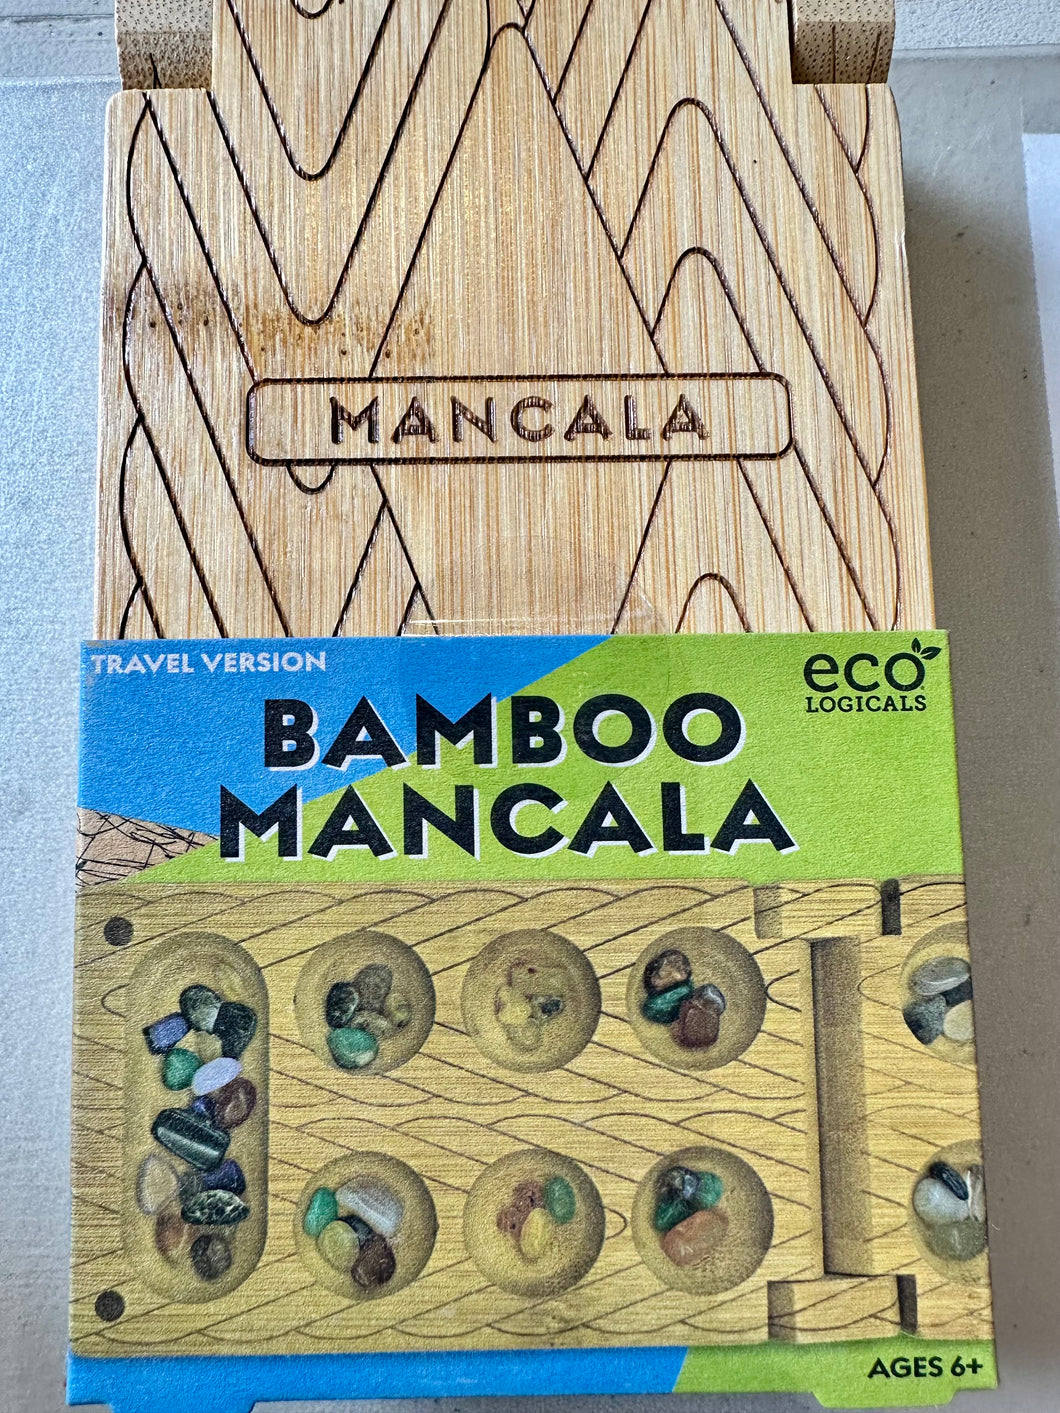 MANCALA
TRAVEL VERSION
eco
LOGICALS
BAMBOO
MANCALA
AGES 6+